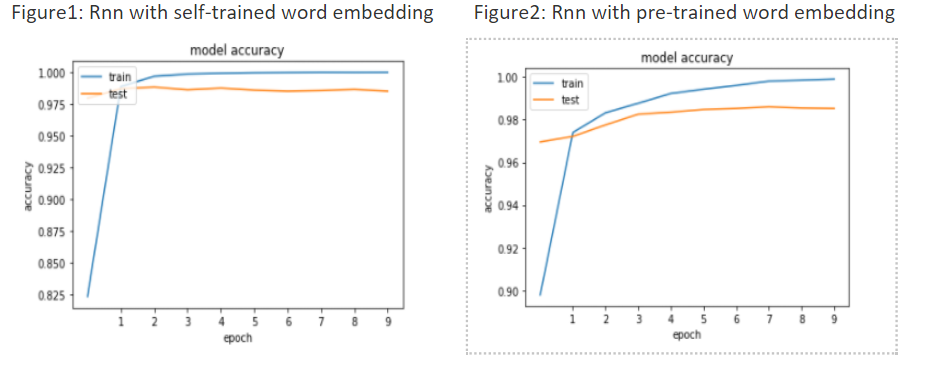 Figure1: Rnn with self-trained word embedding
model accuracy
1.000
0.975
0.950
0.925
0.900
0.875
0.850
0.825
accuracy
train
test
1 2 3 4 5 6 7 8 9
epoch
Figure2: Rnn with pre-trained word embedding
model accuracy
1.00
0.98
0.96
0.94
0.92
0.90
accuracy
train
test
1 2 3 4 5 6 7 8 9
epoch